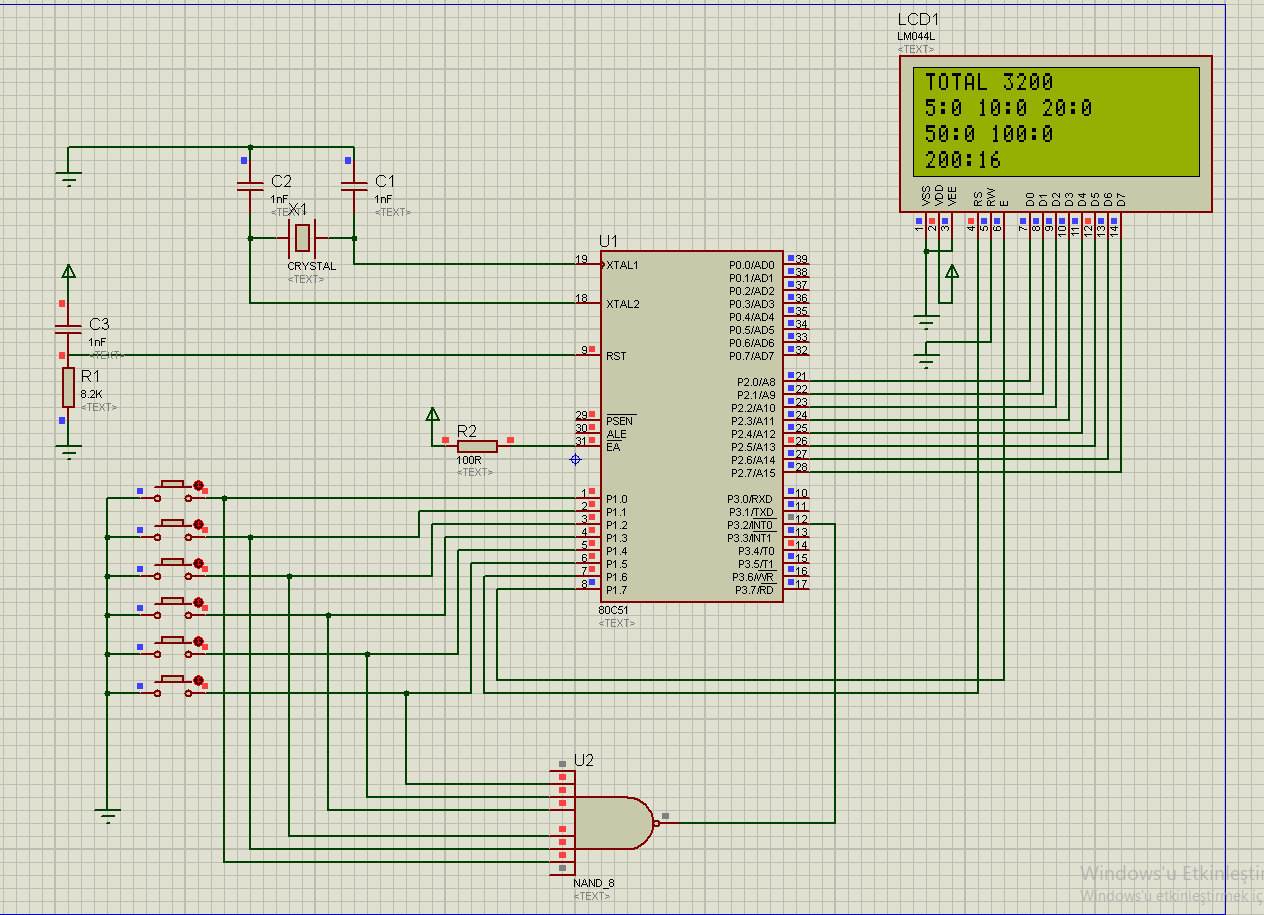 LCD1
LM044L
<TEXT>
TOTAL 3200
5:0 10:0 20:0
50:0 100:0
200:16
VSS VDD VEE RS RW E D0 D1 D2 D3 D4 D5 D6 D7
1 2 3 4 5 6 7 8 9 10 11 12 13 14
C2
1nF
<TEXT>
C1
1nF
<TEXT>
X1
CRYSTAL
<TEXT>
C3
1nF
<TEXT>
R1
8.2K
<TEXT>
R2
100R
<TEXT>
U1
19 XTAL1 P0.0/AD0 39
P0.1/AD1 38
P0.2/AD2 37
18 XTAL2 P0.3/AD3 36
P0.4/AD4 35
P0.5/AD5 34
P0.6/AD6 33
9 RST P0.7/AD7 32
P2.0/A8 21
P2.1/A9 22
P2.2/A10 23
29 PSEN P2.3/A11 24
30 ALE P2.4/A12 25
31 EA P2.5/A13 26
P2.6/A14 27
P2.7/A15 28
1 P1.0 P3.0/RXD 10
2 P1.1 P3.1/TXD 11
3 P1.2 P3.2/INT0 12
4 P1.3 P3.3/INT1 13
5 P1.4 P3.4/T0 14
6 P1.5 P3.5/T1 15
7 P1.6 P3.6/WR 16
8 P1.7 P3.7/RD 17
80C51
<TEXT>
U2
NAND_8
<TEXT>
Windows'u Etkinleştir
Windows'u etkinleştirmek iç